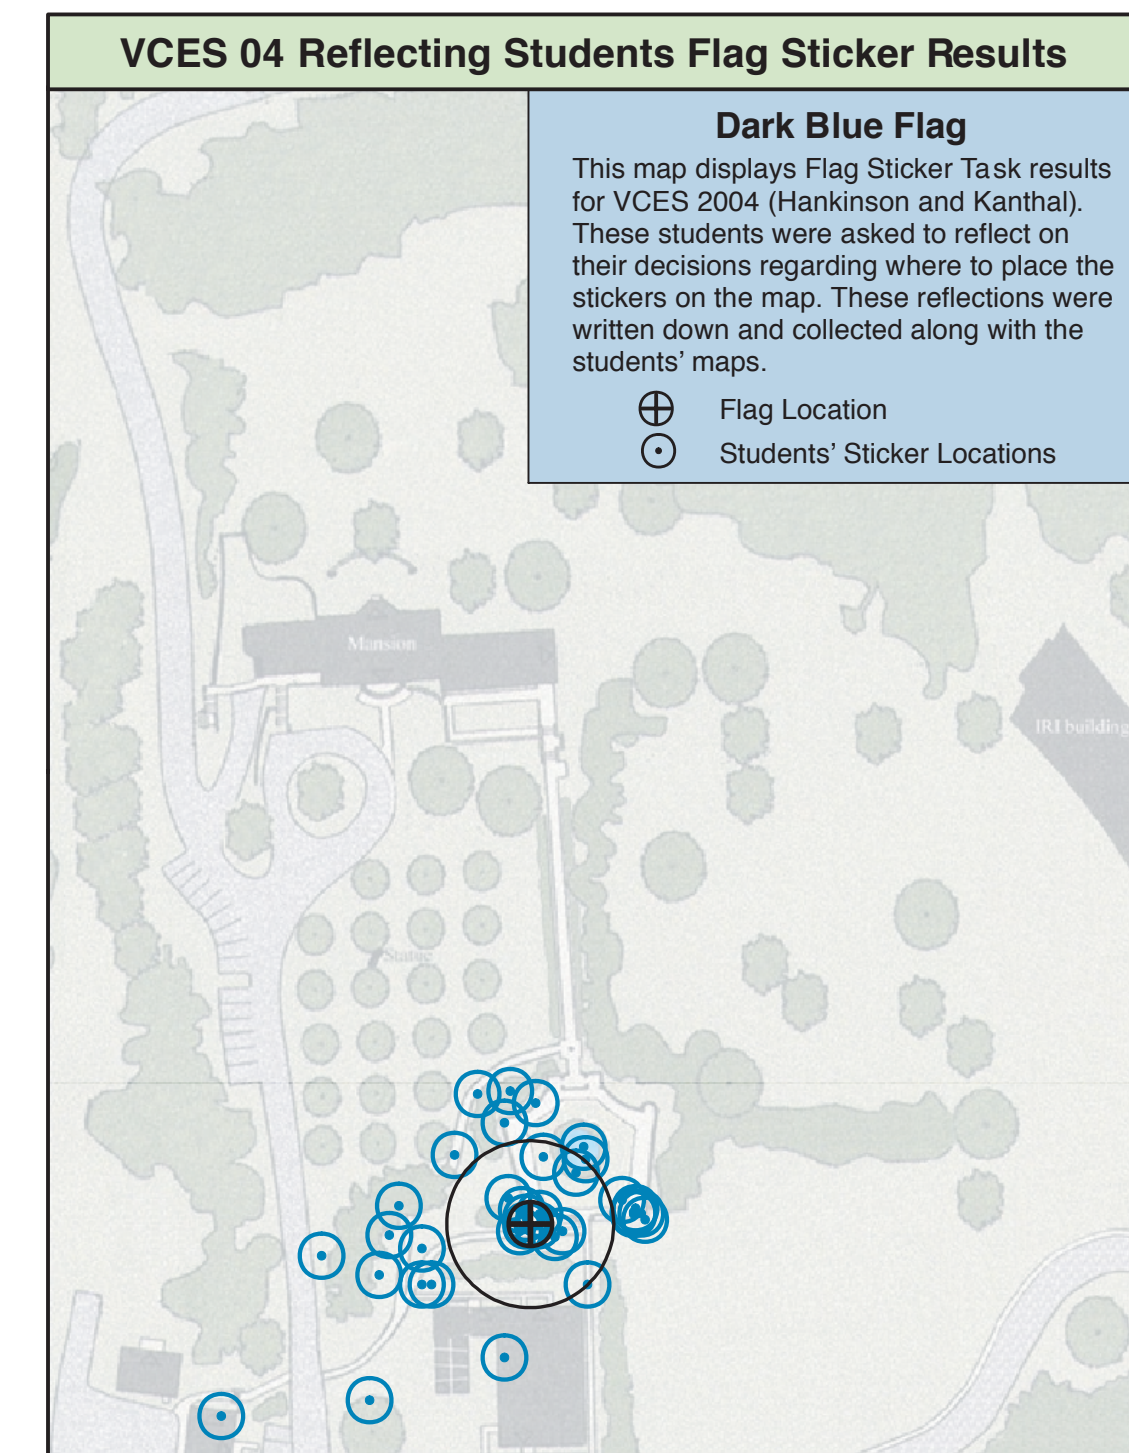 VCES 04 Reflecting Students Flag Sticker Results
Dark Blue Flag
This map displays Flag Sticker Task results
for VCES 2004 (Hankinson and Kanthal).
These students were asked to reflect on
their decisions regarding where to place the
stickers on the map. These reflections were
written down and collected along with the
students’ maps.
Flag Location
Students’ Sticker Locations
Mansion
IRI building
Statue